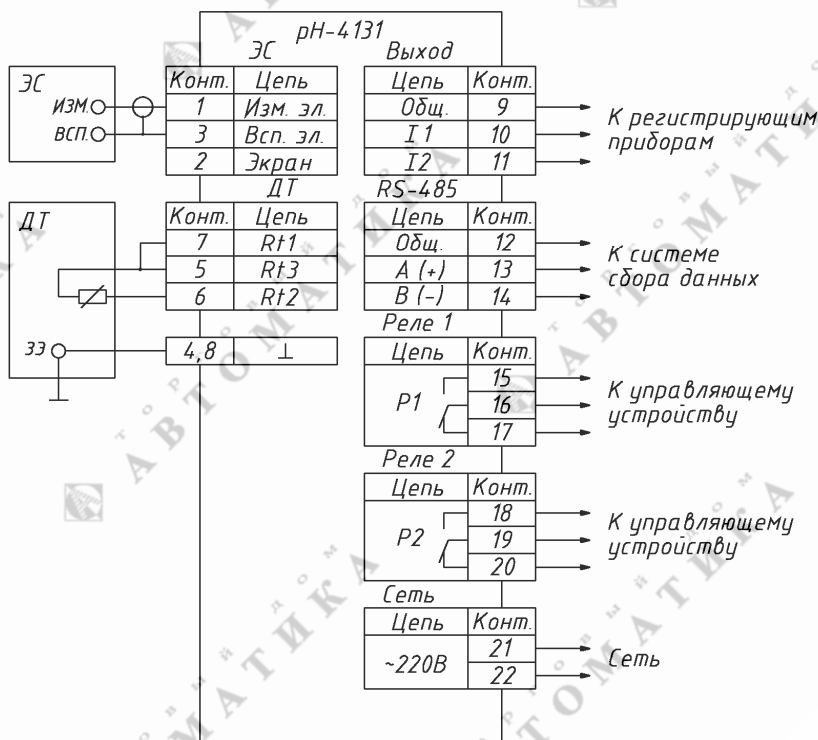 pH-4131
ЭС
ИЗМ.
ВСП.
ЭС
Конт. Цепь
1 Изм. эл.
3 Всп. эл.
2 Экран
ДТ
ДТ
Конт. Цепь
7 Rt1
5 Rt3
6 Rt2
ЗЭ
4,8 ⊥
Выход
Цепь Конт.
Общ. 9
I1 10
I2 11
К регистрирующим
приборам
RS-485
Цепь Конт.
Общ. 12
A (+) 13
B (-) 14
К системе
сбора данных
Реле 1
Цепь Конт.
P1
15
16
17
К управляющему
устройству
Реле 2
Цепь Конт.
P2
18
19
20
К управляющему
устройству
Сеть
Цепь Конт.
~220В
21
22
Сеть
торговый дом
АВТОМАТИКА